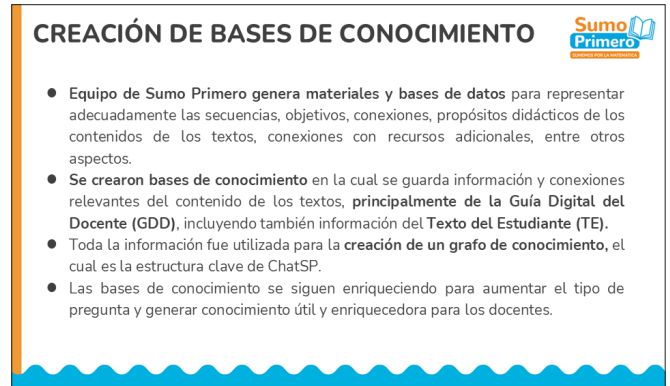 CREACIÓN DE BASES DE CONOCIMIENTO
Sumo
Primero
SUMEMOS POR LA MATEMÁTICA
● Equipo de Sumo Primero genera materiales y bases de datos para representar
adecuadamente las secuencias, objetivos, conexiones, propósitos didácticos de los
contenidos de los textos, conexiones con recursos adicionales, entre otros
aspectos.
● Se crearon bases de conocimiento en la cual se guarda información y conexiones
relevantes del contenido de los textos, principalmente de la Guía Digital del
Docente (GDD), incluyendo también información del Texto del Estudiante (TE).
● Toda la información fue utilizada para la creación de un grafo de conocimiento, el
cual es la estructura clave de ChatSP.
● Las bases de conocimiento se siguen enriqueciendo para aumentar el tipo de
pregunta y generar conocimiento útil y enriquecedora para los docentes.